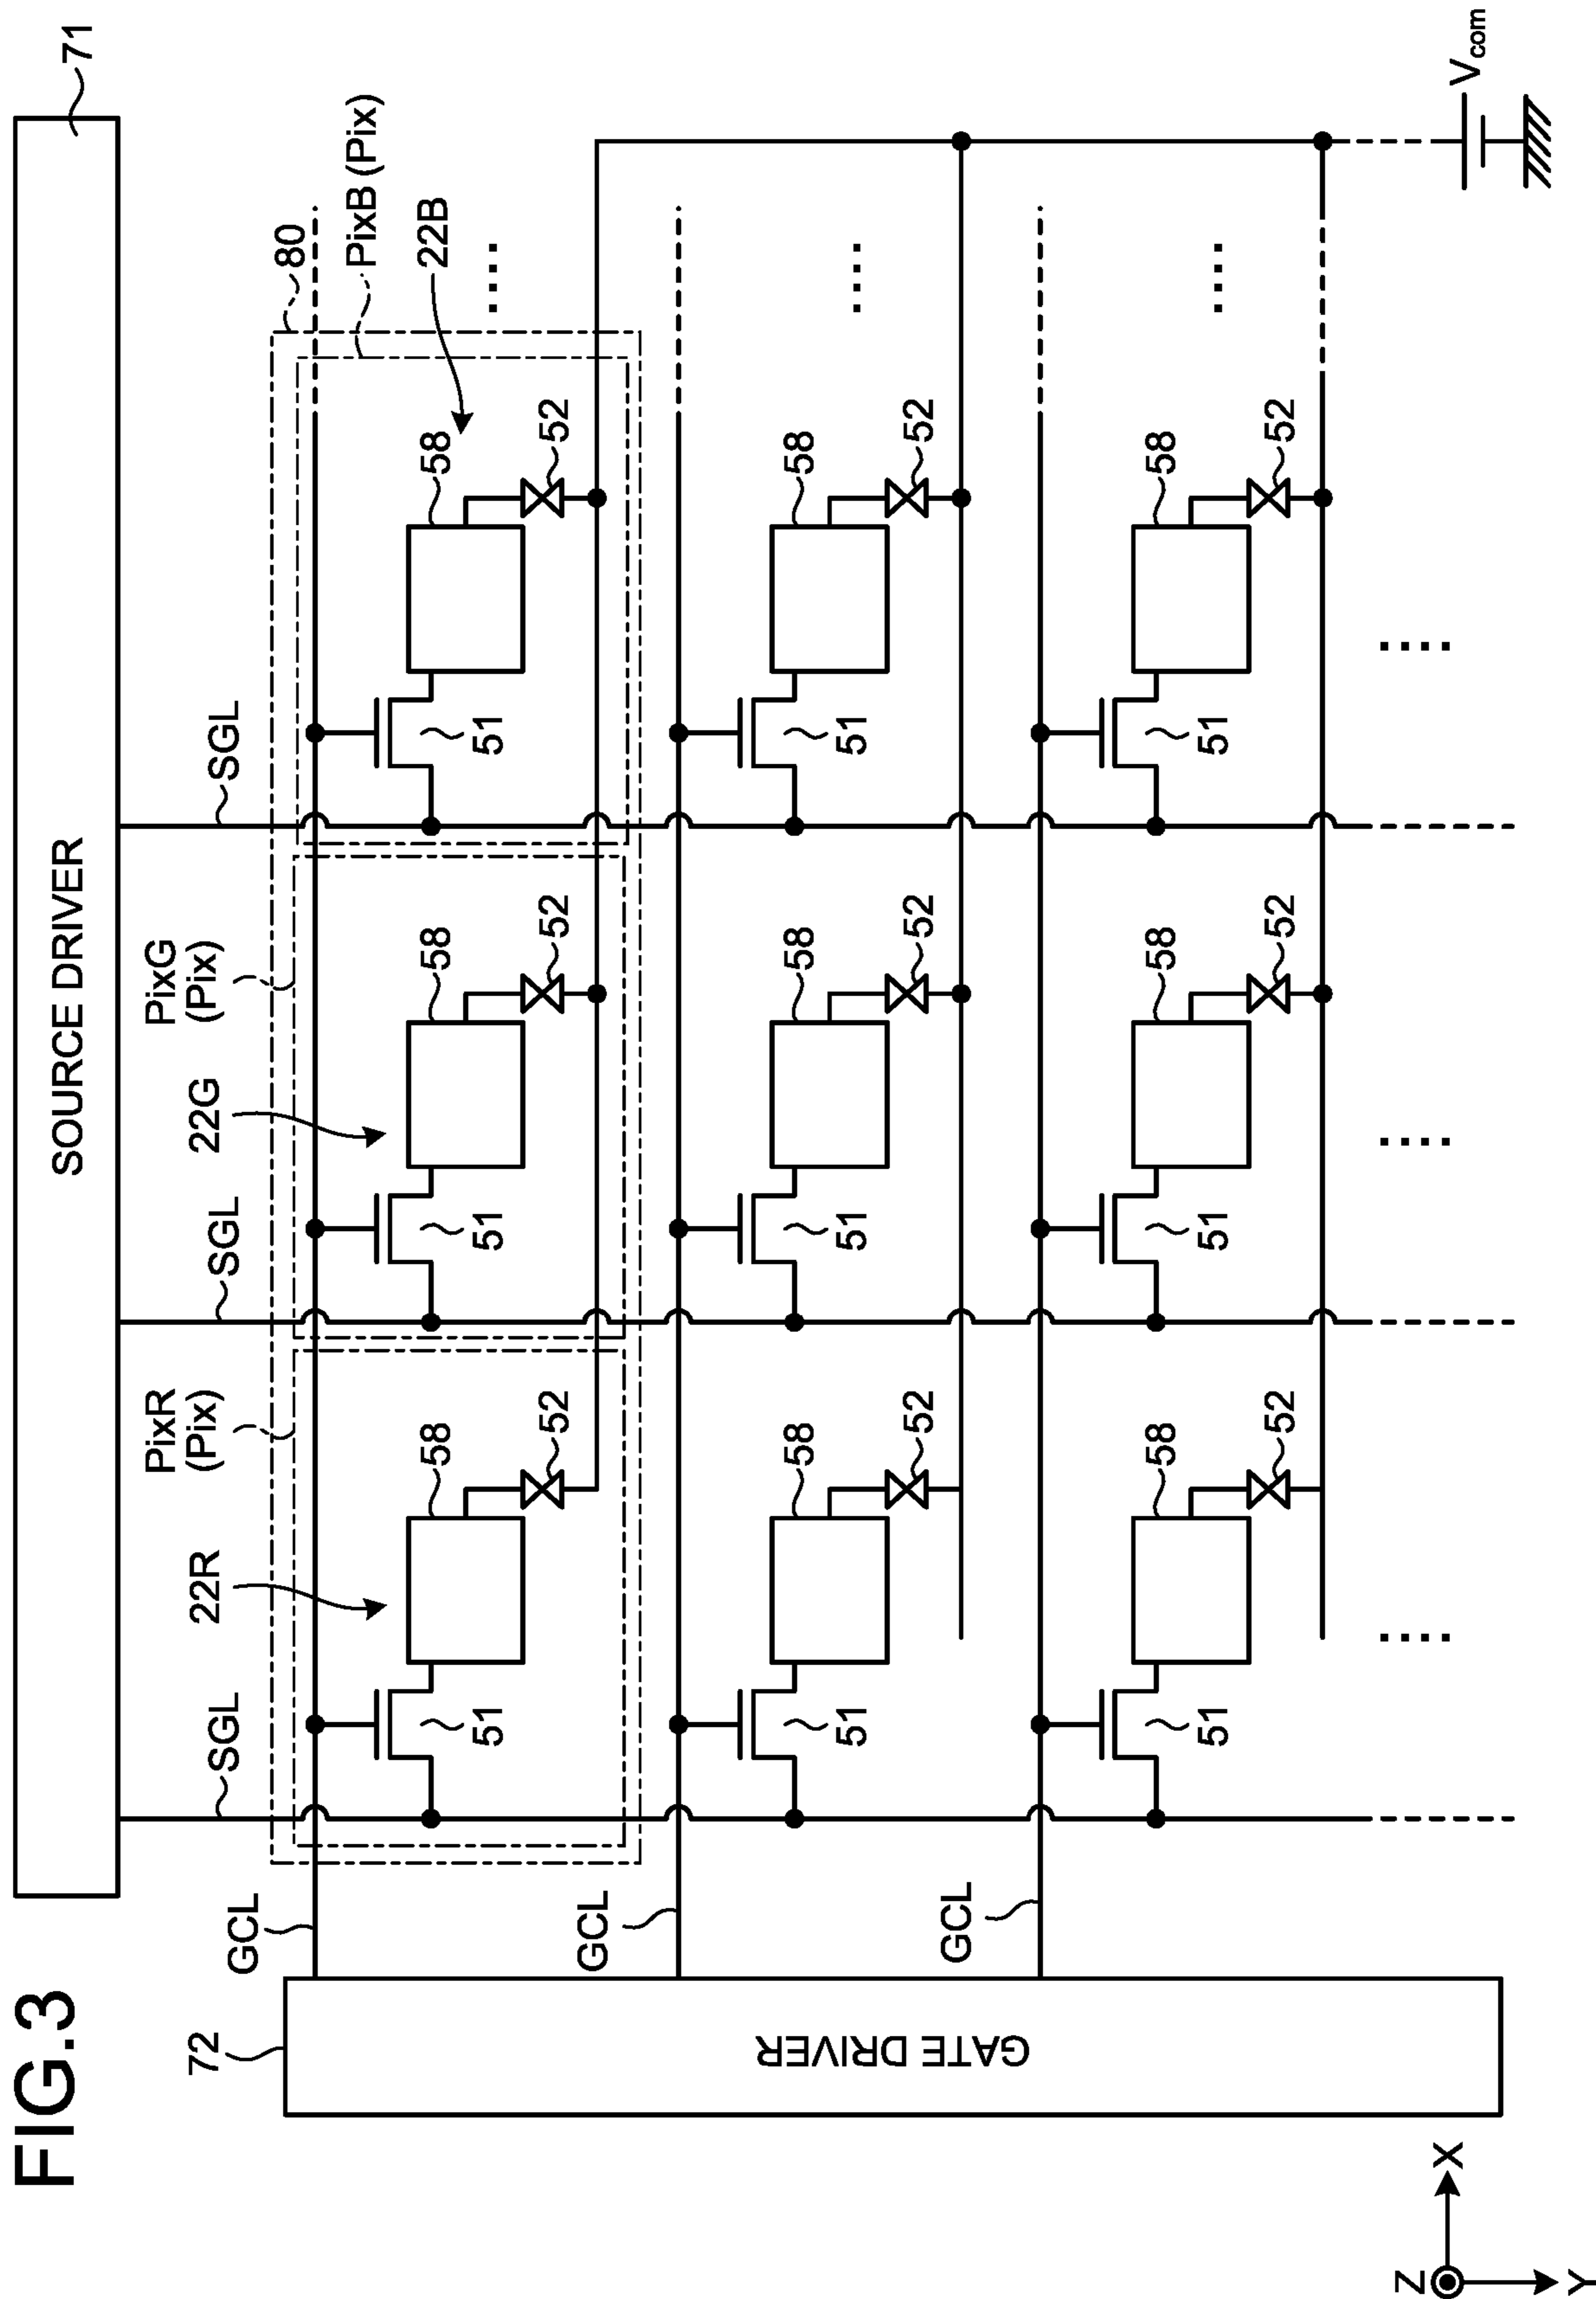 FIG.3
SOURCE DRIVER
71
SGL
SGL
SGL
PixR
(Pix)
PixG
(Pix)
80
PixB (Pix)
22R
22G
22B
72
GATE DRIVER
GCL
58
58
58
51
52
51
52
51
52
GCL
58
58
58
51
52
51
52
51
52
GCL
58
58
58
51
52
51
52
51
52
Vcom
Z
X
Y